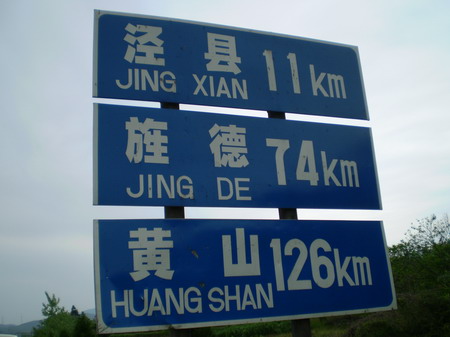 泾县 11km
JING XIAN
旌德 74km
JING DE
黄山 126km
HUANG SHAN